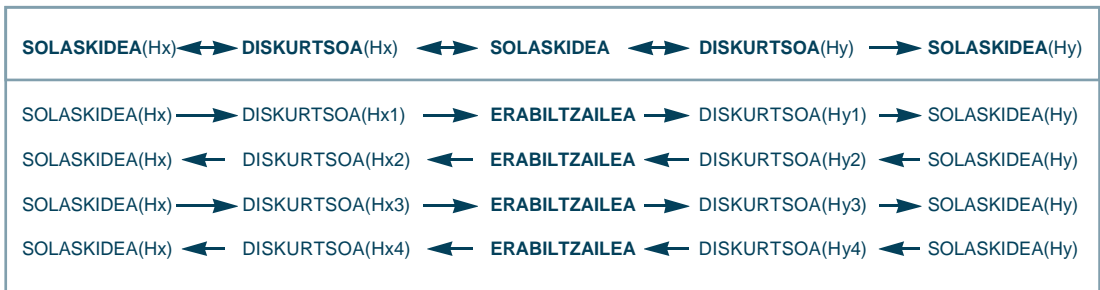 SOLASKIDEA(Hx) ↔ DISKURTSOA(Hx) ↔ SOLASKIDEA ↔ DISKURTSOA(Hy) → SOLASKIDEA(Hy)
SOLASKIDEA(Hx) → DISKURTSOA(Hx1) → ERABILTZAILEA → DISKURTSOA(Hy1) → SOLASKIDEA(Hy)
SOLASKIDEA(Hx) ← DISKURTSOA(Hx2) ← ERABILTZAILEA ← DISKURTSOA(Hy2) ← SOLASKIDEA(Hy)
SOLASKIDEA(Hx) → DISKURTSOA(Hx3) → ERABILTZAILEA → DISKURTSOA(Hy3) → SOLASKIDEA(Hy)
SOLASKIDEA(Hx) ← DISKURTSOA(Hx4) ← ERABILTZAILEA ← DISKURTSOA(Hy4) ← SOLASKIDEA(Hy)